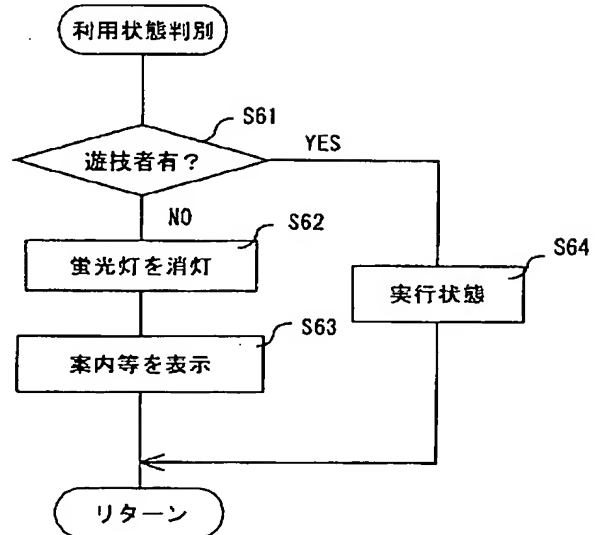 利用状態判別
S61
遊技者有？
YES
NO
S62
蛍光灯を消灯
S64
実行状態
S63
案内等を表示
リターン